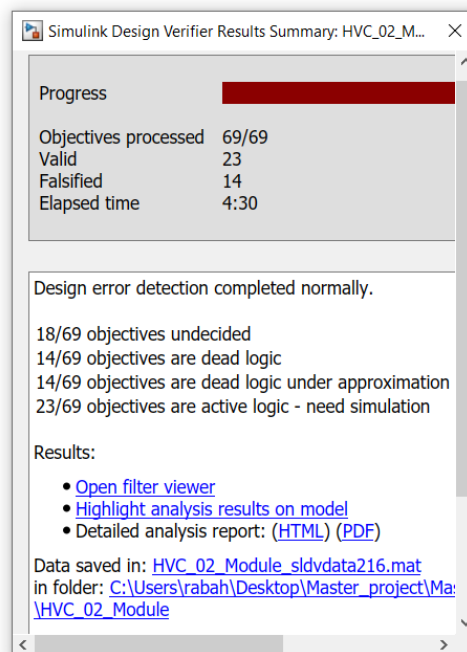 Simulink Design Verifier Results Summary: HVC_02_M...
Progress
Objectives processed 69/69
Valid 23
Falsified 14
Elapsed time 4:30
Design error detection completed normally.
18/69 objectives undecided
14/69 objectives are dead logic
14/69 objectives are dead logic under approximation
23/69 objectives are active logic - need simulation
Results:
• Open filter viewer
• Highlight analysis results on model
• Detailed analysis report: (HTML) (PDF)
Data saved in: HVC_02_Module_sldvdata216.mat
in folder: C:\Users\rabah\Desktop\Master_project\Mas
\HVC_02_Module